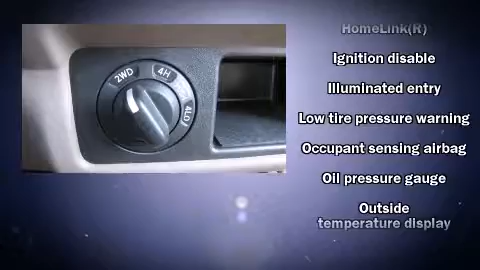 2WD
4H
4LO
HomeLink(R)
Ignition disable
Illuminated entry
Low tire pressure warning
Occupant sensing airbag
Oil pressure gauge
Outside
temperature display